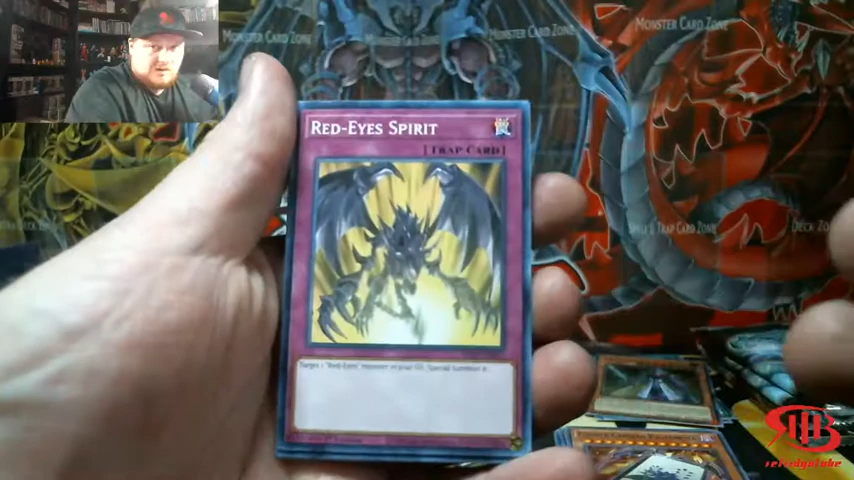 MONSTER CARD ZONE
MONSTER CARD ZONE
MONSTER CARD ZONE
MONSTER CARD ZONE
RED-EYES SPIRIT
[TRAP CARD]
Target 1 "Red-Eyes" monster in your GY; Special Summon it.
SPELL & TRAP CARD ZONE
DECK ZONE
RB